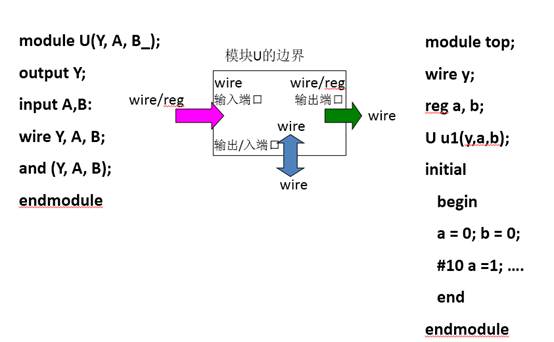 module U(Y, A, B_);
output Y;
input A,B:
wire Y, A, B;
and (Y, A, B);
endmodule
模块U的边界
wire/reg
wire
输入端口
wire/reg
输出端口
wire
wire
输出/入端口
wire
module top;
wire y;
reg a, b;
U u1(y,a,b);
initial
begin
a = 0; b = 0;
#10 a =1; ….
end
endmodule